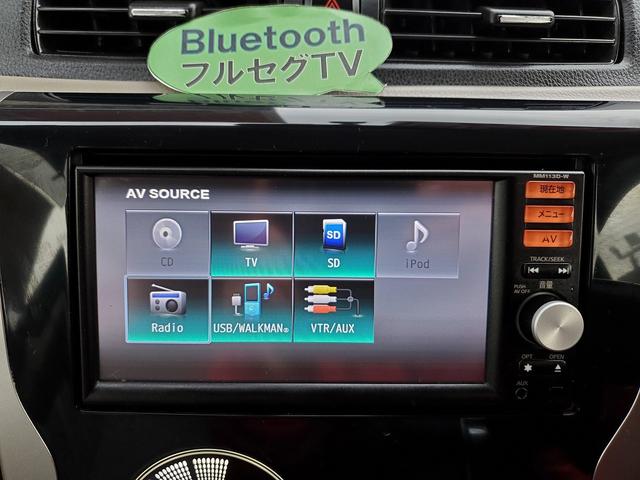 Bluetooth
フルセグTV
MM113D-W
AV SOURCE
CD
TV
SD
SD
iPod
Radio
USB/WALKMAN®
VTR/AUX
現在地
メニュー
AV
TRACK/SEEK
PUSH
AV OFF
音量
OPT
OPEN
AUX